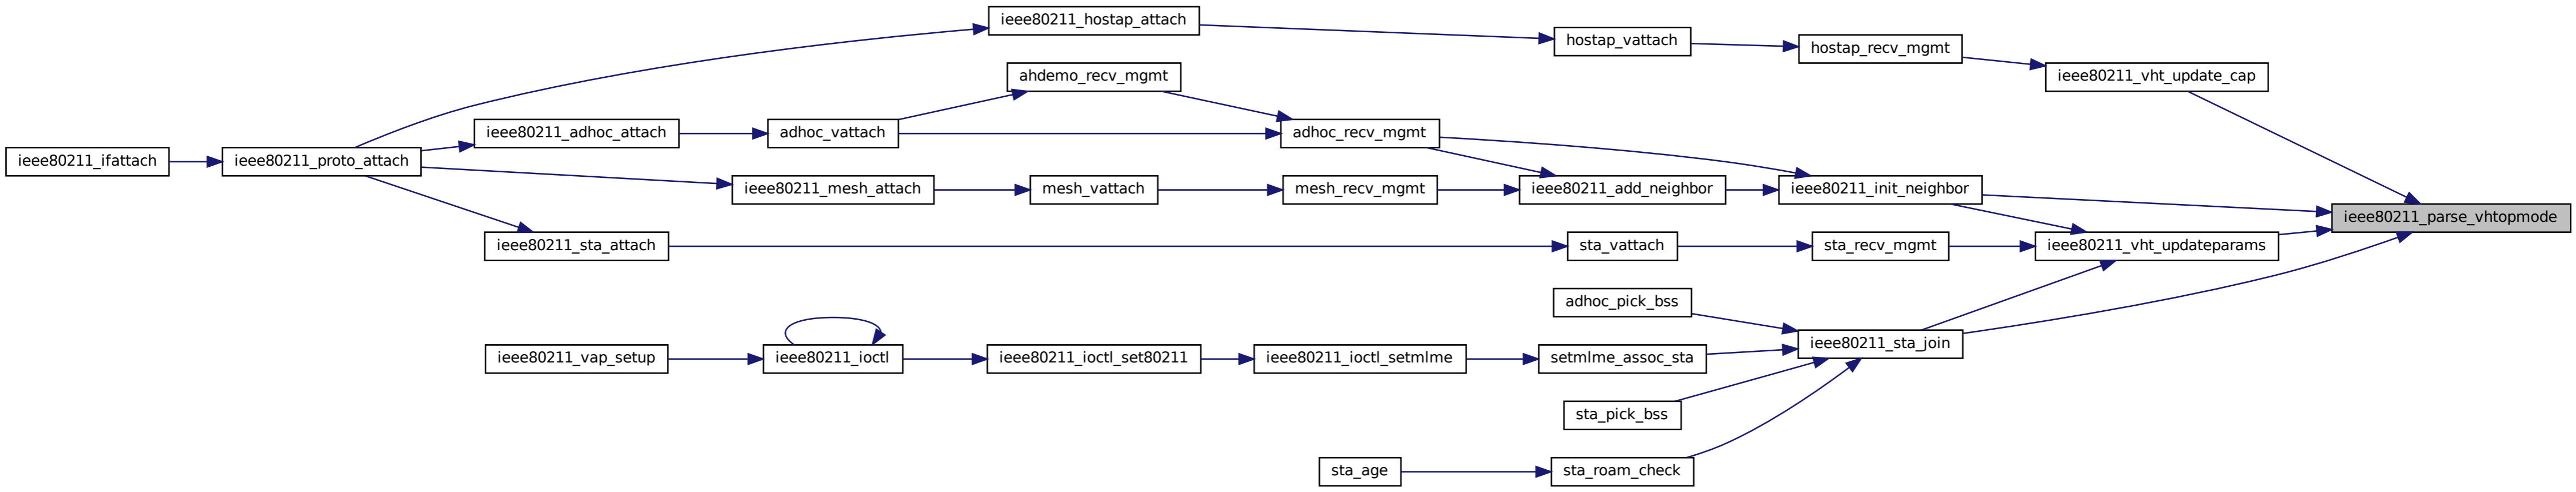 ieee80211_hostap_attach
hostap_vattach
hostap_recv_mgmt
ahdemo_recv_mgmt
ieee80211_vht_update_cap
ieee80211_adhoc_attach
adhoc_vattach
adhoc_recv_mgmt
ieee80211_ifattach
ieee80211_proto_attach
ieee80211_mesh_attach
mesh_vattach
mesh_recv_mgmt
ieee80211_add_neighbor
ieee80211_init_neighbor
ieee80211_parse_vhtopmode
ieee80211_sta_attach
sta_vattach
sta_recv_mgmt
ieee80211_vht_updateparams
adhoc_pick_bss
ieee80211_vap_setup
ieee80211_ioctl
ieee80211_ioctl_set80211
ieee80211_ioctl_setmlme
setmlme_assoc_sta
ieee80211_sta_join
sta_pick_bss
sta_age
sta_roam_check